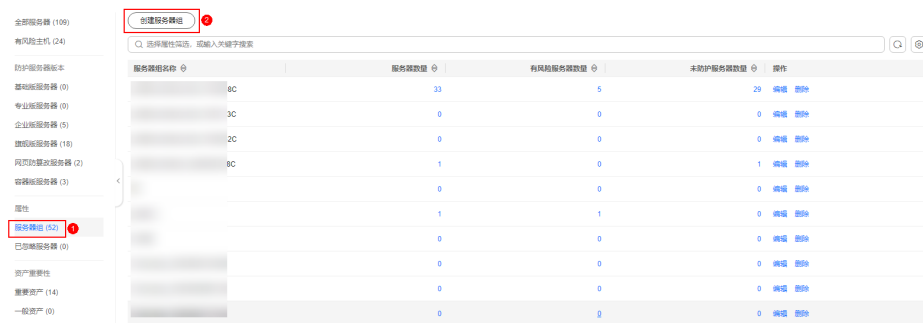 全部服务器 (109)
有风险主机 (24)
防护服务器版本
基础版服务器 (0)
专业版服务器 (0)
企业版服务器 (5)
旗舰版服务器 (18)
网页防篡改服务器 (2)
容器版服务器 (3)
属性
服务器组 (52) 1
已忽略服务器 (0)
资产重要性
重要资产 (14)
一般资产 (0)
创建服务器组 2
选择属性筛选，或输入关键字搜索
服务器组名称 服务器数量 有风险服务器数量 未防护服务器数量 操作
8C 33 5 29 编辑 删除
3C 0 0 0 编辑 删除
2C 0 0 0 编辑 删除
8C 1 0 1 编辑 删除
0 0 0 编辑 删除
1 1 0 编辑 删除
0 0 0 编辑 删除
0 0 0 编辑 删除
0 0 0 编辑 删除
0 0 0 编辑 删除